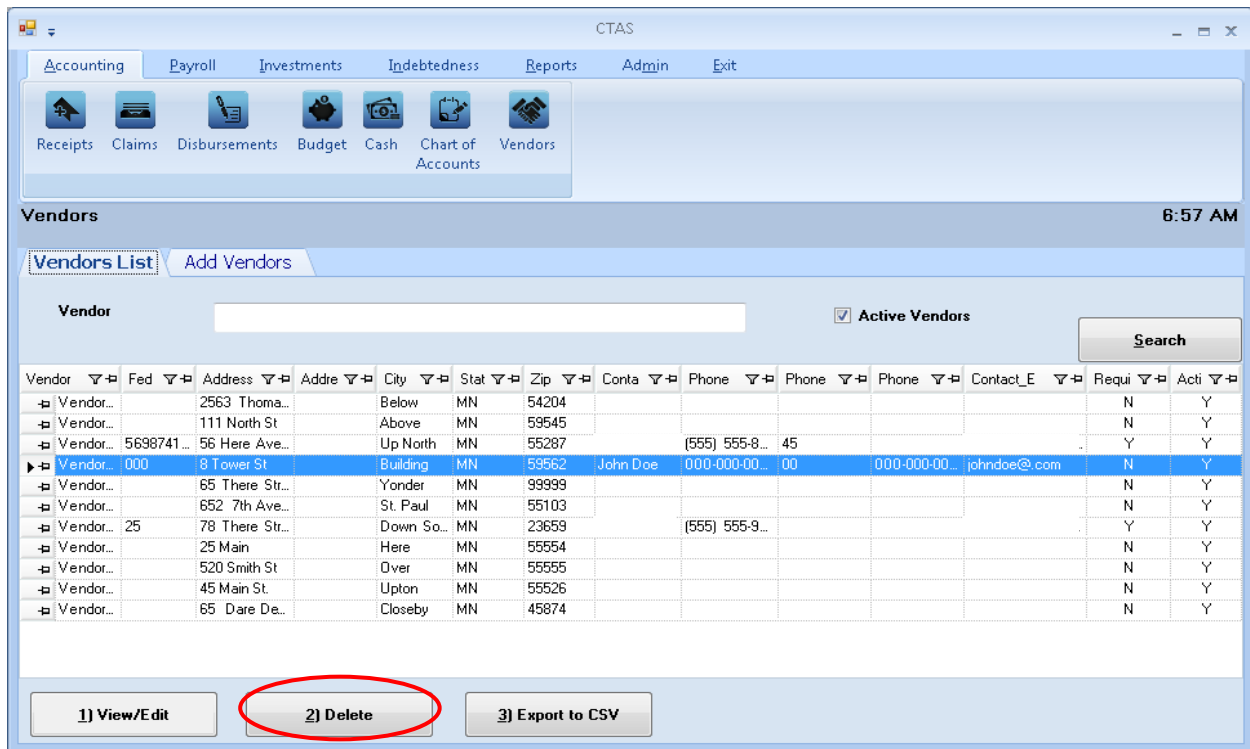 CTAS
Accounting Payroll Investments Indebtedness Reports Admin Exit
Receipts Claims Disbursements Budget Cash Chart of Accounts Vendors
Vendors 6:57 AM
Vendors List Add Vendors
Vendor Active Vendors
Search
Vendor Fed Address Addre City Stat Zip Conta Phone Phone Phone Contact_E Requi Acti
Vendor... 2563 Thoma... Below MN 54204 N Y
Vendor... 111 North St Above MN 59545 N Y
Vendor... 5698741... 56 Here Ave... Up North MN 55287 (555) 555-8... 45 . Y Y
Vendor... 000 8 Tower St Building MN 59562 John Doe 000-000-00... 00 000-000-00... johndoe@.com N Y
Vendor... 65 There Str... Yonder MN 99999 N Y
Vendor... 652 7th Ave... St. Paul MN 55103 N Y
Vendor... 25 78 There Str... Down So... MN 23659 (555) 555-9... . Y Y
Vendor... 25 Main Here MN 55554 N Y
Vendor... 520 Smith St Over MN 55555 N Y
Vendor... 45 Main St. Upton MN 55526 N Y
Vendor... 65 Dare De... Closeby MN 45874 N Y
1) View/Edit 2) Delete 3) Export to CSV